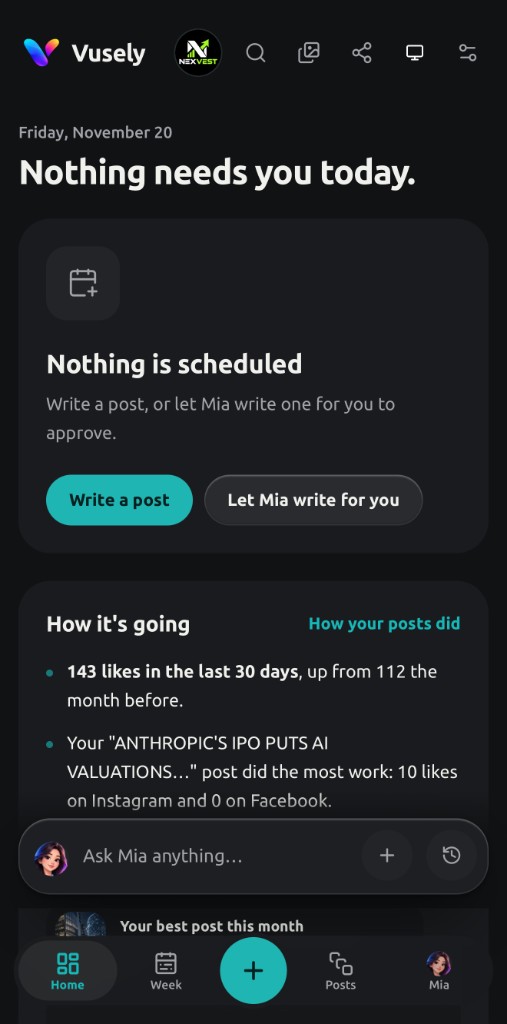 Vusely
NEXVEST
Friday, November 20
Nothing needs you today.
Nothing is scheduled
Write a post, or let Mia write one for you to
approve.
Write a post
Let Mia write for you
How it's going
How your posts did
143 likes in the last 30 days, up from 112 the
month before.
Your "ANTHROPIC'S IPO PUTS AI
VALUATIONS…" post did the most work: 10 likes
on Instagram and 0 on Facebook.
Ask Mia anything…
Your best post this month
Home
Week
Posts
Mia